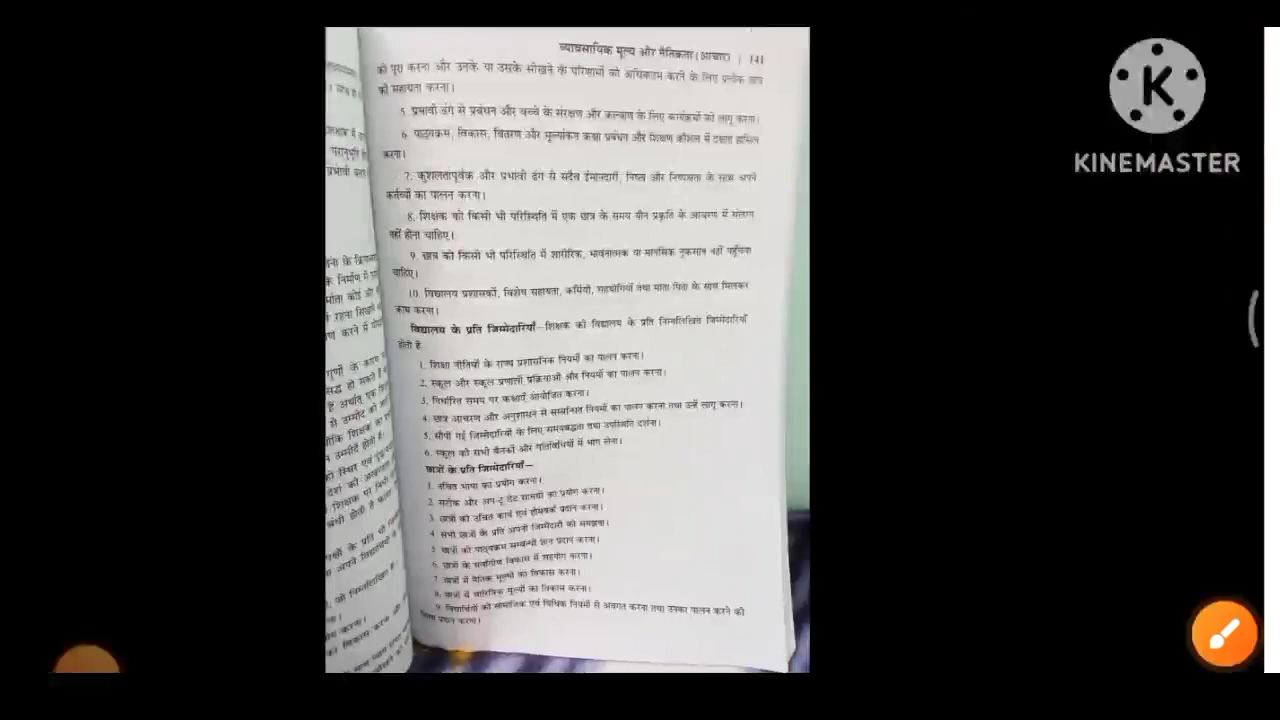 व्यावसायिक मूल्य और नैतिकता (आचार) | 141
को पूरा करना और उनके या उसके सीखने के परिणामों को अधिकतम करने के लिए प्रत्येक छात्र
की सहायता करना।
5. प्रभावी ढंग से प्रबंधन और बच्चे के संरक्षण और कल्याण के लिए कार्यक्रमों को लागू करना।
6. पाठ्यक्रम, विकास, वितरण और मूल्यांकन कक्षा प्रबंधन और शिक्षण कौशल में दक्षता हासिल
करना।
7. कुशलतापूर्वक और प्रभावी ढंग से सदैव ईमानदारी, निष्ठा और निष्पक्षता के साथ अपने
कर्तव्यों का पालन करना।
8. शिक्षक को किसी भी परिस्थिति में एक छात्र के समय यौन प्रकृति के आचरण में संलग्न
नहीं होना चाहिए।
9. छात्र को किसी भी परिस्थिति में शारीरिक, भावनात्मक या मानसिक नुकसान नहीं पहुँचना
चाहिए।
10. विद्यालय प्रशासकों, विशेष सहायता, कर्मियों, सहयोगियों तथा माता पिता के साथ मिलकर
काम करना।
विद्यालय के प्रति जिम्मेदारियाँ–शिक्षक की विद्यालय के प्रति निम्नलिखित जिम्मेदारियाँ
होती है
1. शिक्षा नीतियों के राज्य प्रशासनिक नियमों का पालन करना।
2. स्कूल और स्कूल प्रणाली प्रक्रियाओं और नियमों का पालन करना।
3. निर्धारित समय पर कक्षाएँ आयोजित करना।
4. छात्र आचरण और अनुशासन से सम्बन्धित नियमों का पालन करना तथा उन्हें लागू करना।
5. सौंपी गई जिम्मेदारियों के लिए समयबद्धता तथा उपस्थिति दर्शाना।
6. स्कूल की सभी बैठकों और गतिविधियों में भाग लेना।
छात्रों के प्रति जिम्मेदारियाँ–
1. उचित भाषा का प्रयोग करना।
2. सटीक और अप-टू डेट सामग्री का प्रयोग करना।
3. छात्रों को उचित कार्य एवं होमवर्क प्रदान करना।
4 सभी छात्रों के प्रति अपनी जिम्मेदारी को समझना।
5 छात्रों को पाठ्यक्रम सम्बन्धी ज्ञान प्रदान करना।
6. छात्रों के सर्वांगीण विकास में सहयोग करना।
7. छात्रों में नैतिक मूल्यों का विकास करना।
8. छात्रों में चारित्रिक मूल्यों का विकास करना।
9. विद्यार्थियों को सामाजिक एवं विधिक नियमों से अवगत कराना तथा उनका पालन करने की
प्रदान करना।
KINEMASTER